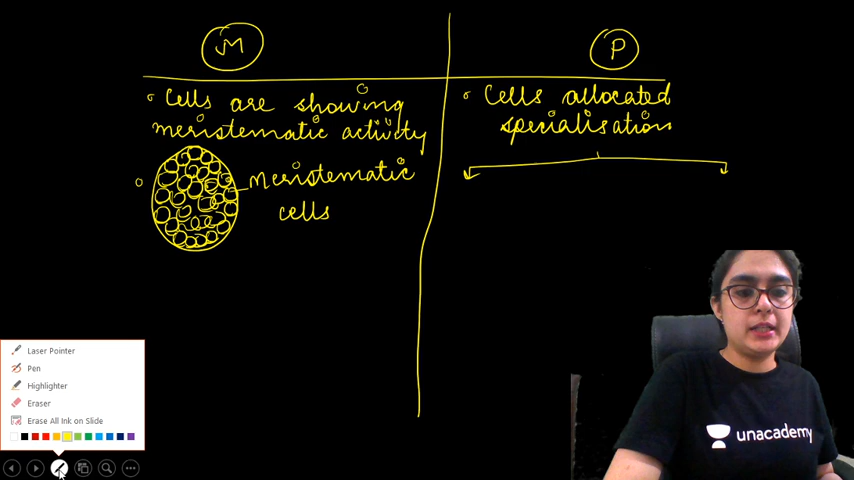 M
P
Cells are showing
meristematic activity
Meristematic
cells
Cells allocated
specialisation
Laser Pointer
Pen
Highlighter
Eraser
Erase All Ink on Slide
unacademy